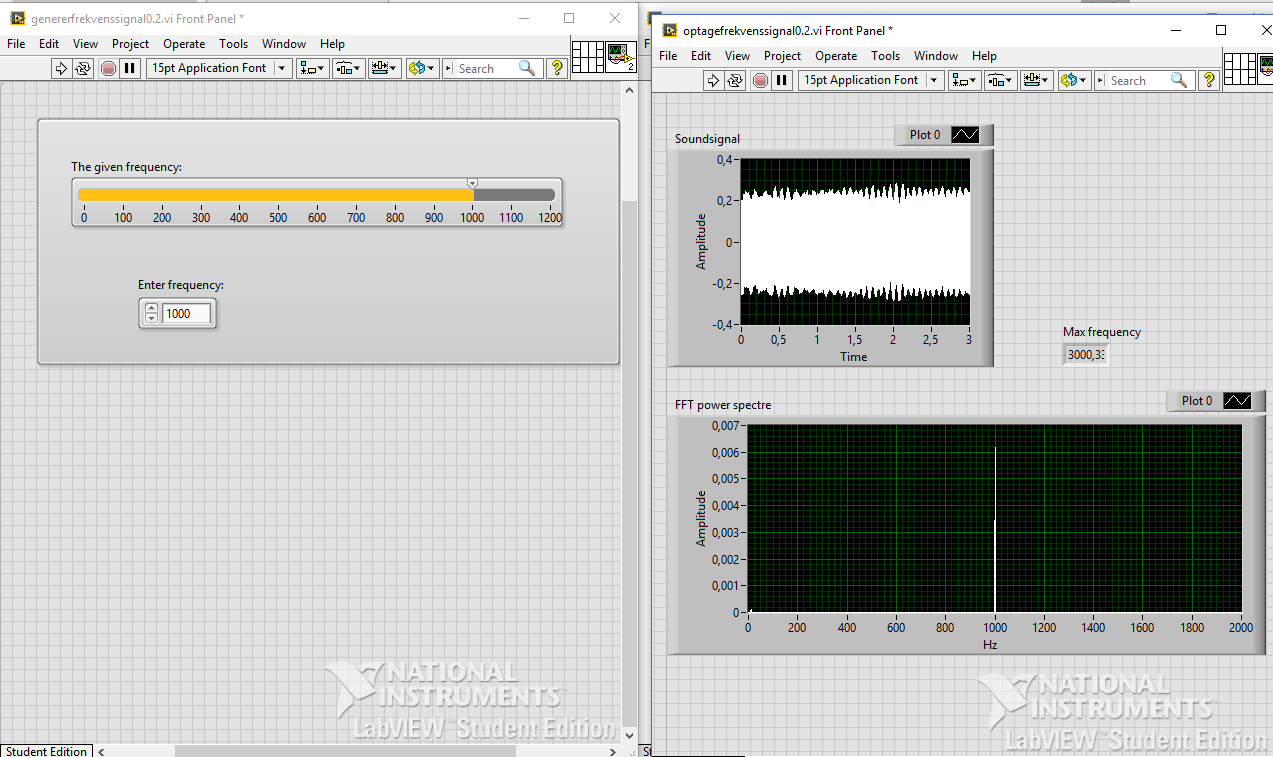 genererfrekvenssignal0.2.vi Front Panel *
File Edit View Project Operate Tools Window Help
15pt Application Font
Search
?
2
The given frequency:
0 100 200 300 400 500 600 700 800 900 1000 1100 1200
Enter frequency:
1000
NATIONAL
INSTRUMENTS™
LabVIEW™ Student Edition
Student Edition
optagefrekvenssignal0.2.vi Front Panel *
File Edit View Project Operate Tools Window Help
15pt Application Font
Search
?
Soundsignal
Plot 0
0,4
0,2
0
-0,2
-0,4
Amplitude
0 0,5 1 1,5 2 2,5 3
Time
Max frequency
3000,3
FFT power spectre
Plot 0
0,007
0,006
0,005
0,004
0,003
0,002
0,001
0
Amplitude
0 200 400 600 800 1000 1200 1400 1600 1800 2000
Hz
NATIONAL
INSTRUMENTS™
LabVIEW™ Student Edition